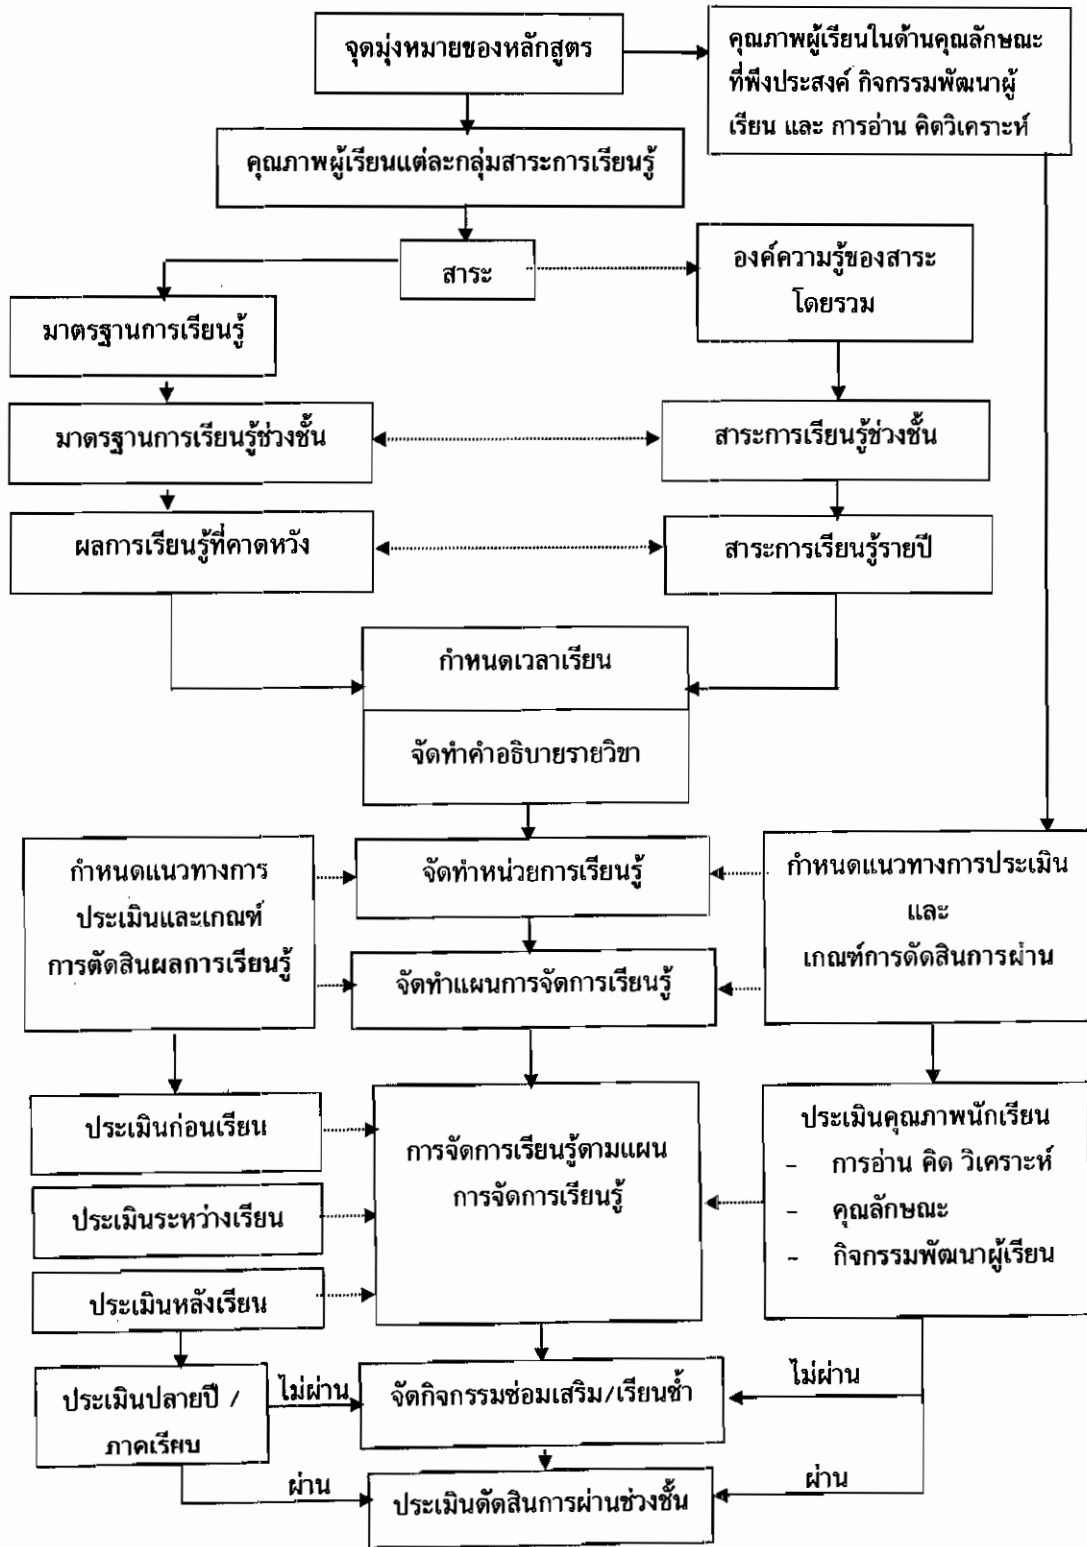 จุดมุ่งหมายของหลักสูตร
คุณภาพผู้เรียนในด้านคุณลักษณะ
ที่พึงประสงค์ กิจกรรมพัฒนาผู้
เรียน และ การอ่าน คิดวิเคราะห์
คุณภาพผู้เรียนแต่ละกลุ่มสาระการเรียนรู้
สาระ
องค์ความรู้ของสาระ
โดยรวม
มาตรฐานการเรียนรู้
มาตรฐานการเรียนรู้ช่วงชั้น
สาระการเรียนรู้ช่วงชั้น
ผลการเรียนรู้ที่คาดหวัง
สาระการเรียนรู้รายปี
กำหนดเวลาเรียน
จัดทำคำอธิบายรายวิชา
กำหนดแนวทางการ
ประเมินและเกณฑ์
การตัดสินผลการเรียนรู้
จัดทำหน่วยการเรียนรู้
จัดทำแผนการจัดการเรียนรู้
กำหนดแนวทางการประเมิน
และ
เกณฑ์การตัดสินการผ่าน
ประเมินก่อนเรียน
ประเมินระหว่างเรียน
ประเมินหลังเรียน
การจัดการเรียนรู้ตามแผน
การจัดการเรียนรู้
ประเมินคุณภาพนักเรียน
- การอ่าน คิด วิเคราะห์
- คุณลักษณะ
- กิจกรรมพัฒนาผู้เรียน
ประเมินปลายปี /
ภาคเรียน
ไม่ผ่าน
จัดกิจกรรมซ่อมเสริม/เรียนซ้ำ
ไม่ผ่าน
ผ่าน
ประเมินตัดสินการผ่านช่วงชั้น
ผ่าน